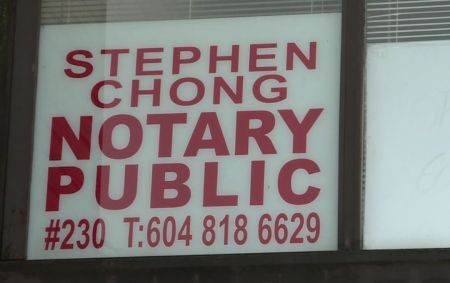 STEPHEN
CHONG
NOTARY
PUBLIC
#230 T:604 818 6629